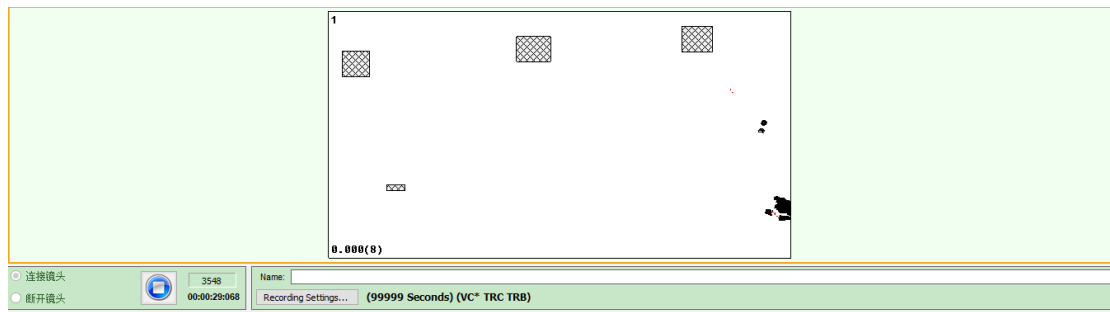 1
0.000(8)
连接镜头
断开镜头
3548
00:00:29:068
Name:
Recording Settings...
(99999 Seconds) (VC* TRC TRB)